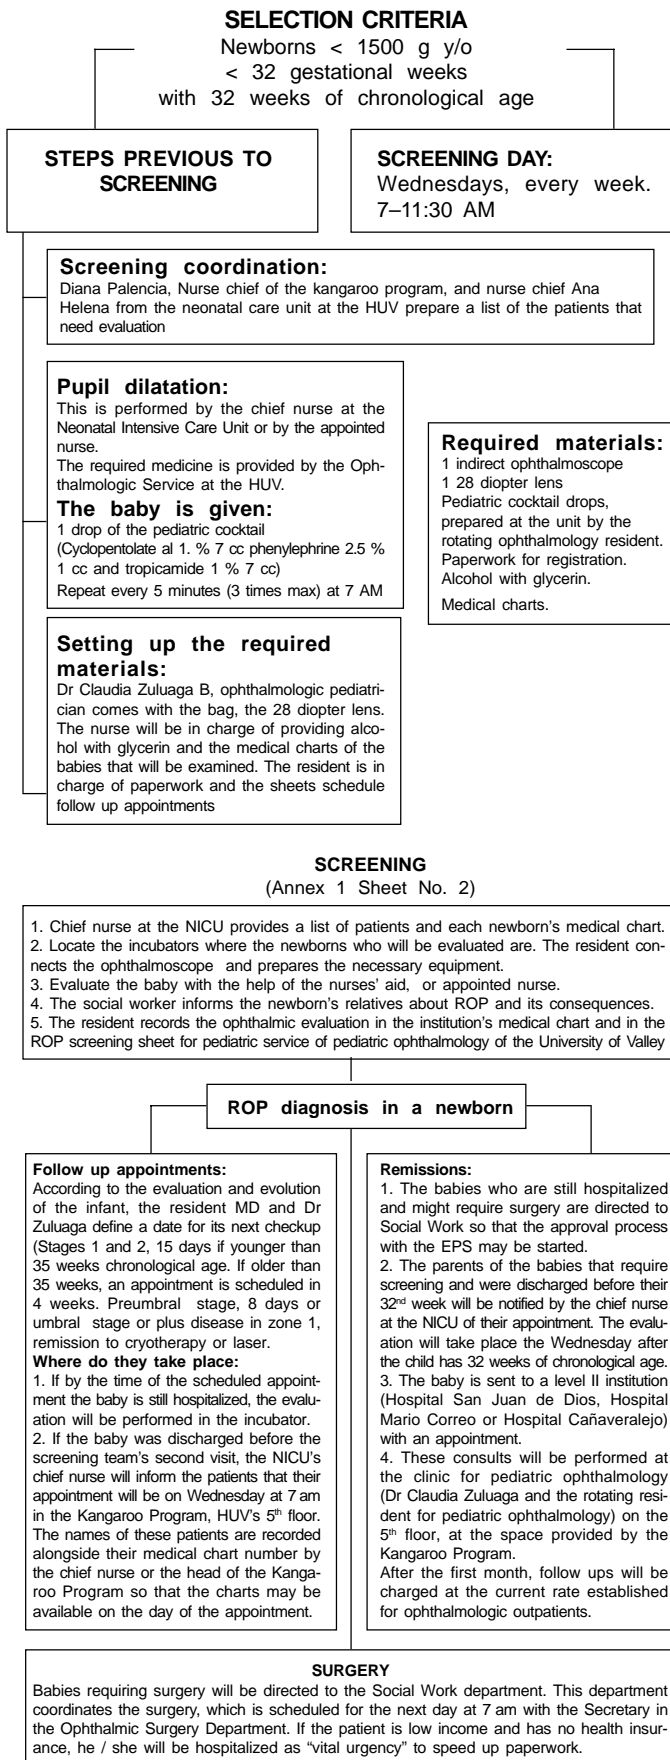 SELECTION CRITERIA
Newborns < 1500 g y/o
< 32 gestational weeks
with 32 weeks of chronological age
STEPS PREVIOUS TO
SCREENING
SCREENING DAY:
Wednesdays, every week.
7–11:30 AM
Screening coordination:
Diana Palencia, Nurse chief of the kangaroo program, and nurse chief Ana
Helena from the neonatal care unit at the HUV prepare a list of the patients that
need evaluation
Pupil dilatation:
This is performed by the chief nurse at the
Neonatal Intensive Care Unit or by the appointed
nurse.
The required medicine is provided by the Oph-
thalmologic Service at the HUV.
The baby is given:
1 drop of the pediatric cocktail
(Cyclopentolate al 1. % 7 cc phenylephrine 2.5 %
1 cc and tropicamide 1 % 7 cc)
Repeat every 5 minutes (3 times max) at 7 AM
Required materials:
1 indirect ophthalmoscope
1 28 diopter lens
Pediatric cocktail drops,
prepared at the unit by the
rotating ophthalmology resident.
Paperwork for registration.
Alcohol with glycerin.
Medical charts.
Setting up the required
materials:
Dr Claudia Zuluaga B, ophthalmologic pediatri-
cian comes with the bag, the 28 diopter lens.
The nurse will be in charge of providing alco-
hol with glycerin and the medical charts of the
babies that will be examined. The resident is in
charge of paperwork and the sheets schedule
follow up appointments
SCREENING
(Annex 1 Sheet No. 2)
1. Chief nurse at the NICU provides a list of patients and each newborn's medical chart.
2. Locate the incubators where the newborns who will be evaluated are. The resident con-
nects the ophthalmoscope and prepares the necessary equipment.
3. Evaluate the baby with the help of the nurses' aid, or appointed nurse.
4. The social worker informs the newborn's relatives about ROP and its consequences.
5. The resident records the ophthalmic evaluation in the institution's medical chart and in the
ROP screening sheet for pediatric service of pediatric ophthalmology of the University of Valley
ROP diagnosis in a newborn
Follow up appointments:
According to the evaluation and evolution
of the infant, the resident MD and Dr
Zuluaga define a date for its next checkup
(Stages 1 and 2, 15 days if younger than
35 weeks chronological age. If older than
35 weeks, an appointment is scheduled in
4 weeks. Preumbral stage, 8 days or
umbral stage or plus disease in zone 1,
remission to cryotherapy or laser.
Where do they take place:
1. If by the time of the scheduled appoint-
ment the baby is still hospitalized, the evalu-
ation will be performed in the incubator.
2. If the baby was discharged before the
screening team's second visit, the NICU's
chief nurse will inform the patients that their
appointment will be on Wednesday at 7 am
in the Kangaroo Program, HUV's 5th floor.
The names of these patients are recorded
alongside their medical chart number by
the chief nurse or the head of the Kanga-
roo Program so that the charts may be
available on the day of the appointment.
Remissions:
1. The babies who are still hospitalized
and might require surgery are directed to
Social Work so that the approval process
with the EPS may be started.
2. The parents of the babies that require
screening and were discharged before their
32nd week will be notified by the chief nurse
at the NICU of their appointment. The evalu-
ation will take place the Wednesday after
the child has 32 weeks of chronological age.
3. The baby is sent to a level II institution
(Hospital San Juan de Dios, Hospital
Mario Correo or Hospital Cañaveralejo)
with an appointment.
4. These consults will be performed at
the clinic for pediatric ophthalmology
(Dr Claudia Zuluaga and the rotating resi-
dent for pediatric ophthalmology) on the
5th floor, at the space provided by the
Kangaroo Program.
After the first month, follow ups will be
charged at the current rate established
for ophthalmologic outpatients.
SURGERY
Babies requiring surgery will be directed to the Social Work department. This department
coordinates the surgery, which is scheduled for the next day at 7 am with the Secretary in
the Ophthalmic Surgery Department. If the patient is low income and has no health insur-
ance, he / she will be hospitalized as "vital urgency" to speed up paperwork.